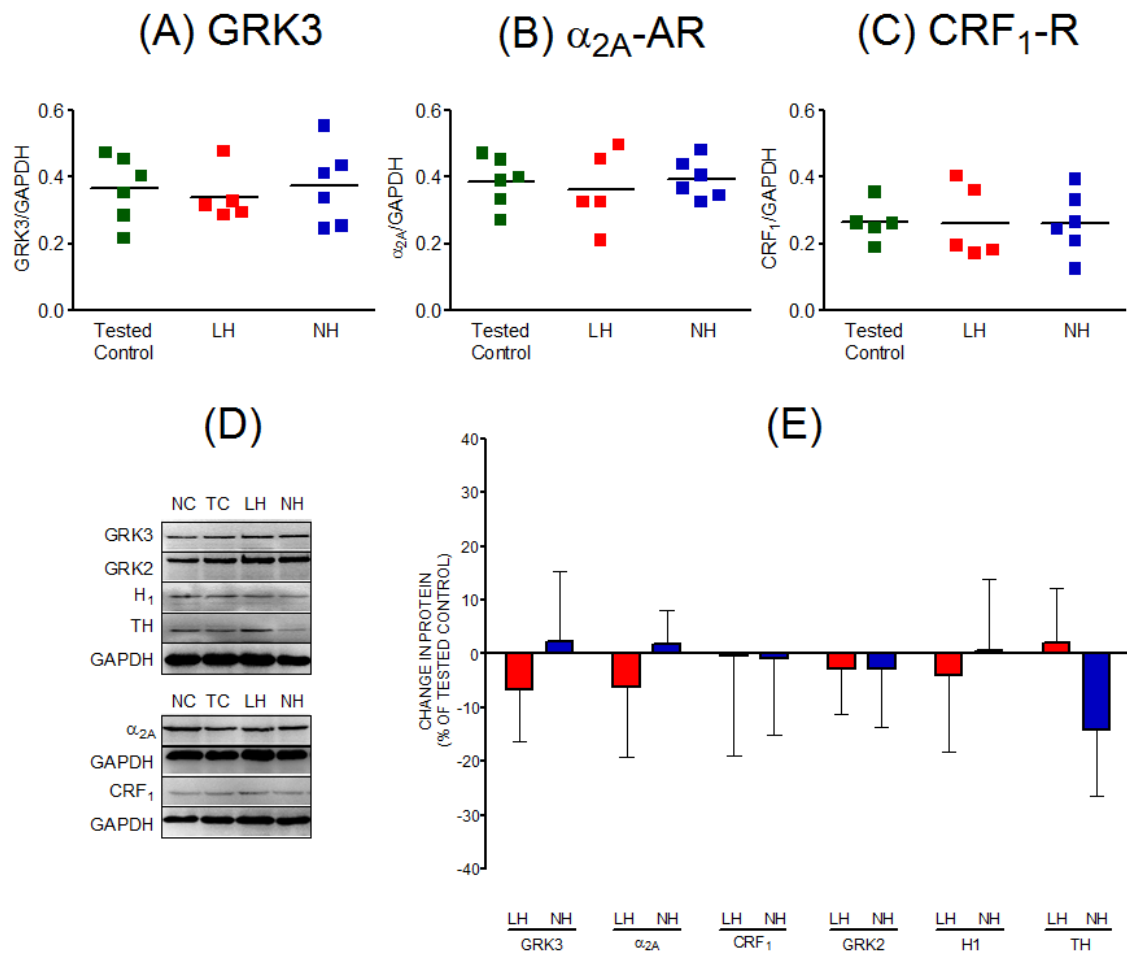 (A) GRK3
(B) α2A-AR
(C) CRF1-R
GRK3/GAPDH
0.6
0.4
0.2
0.0
Tested
Control
LH
NH
α2A/GAPDH
0.6
0.4
0.2
0.0
Tested
Control
LH
NH
CRF1/GAPDH
0.6
0.4
0.2
0.0
Tested
Control
LH
NH
(D)
NC TC LH NH
GRK3
GRK2
H1
TH
GAPDH
NC TC LH NH
α2A
GAPDH
CRF1
GAPDH
(E)
CHANGE IN PROTEIN
(% OF TESTED CONTROL)
40
30
20
10
0
-10
-20
-30
-40
LH NH LH NH LH NH LH NH LH NH LH NH
GRK3 α2A CRF1 GRK2 H1 TH